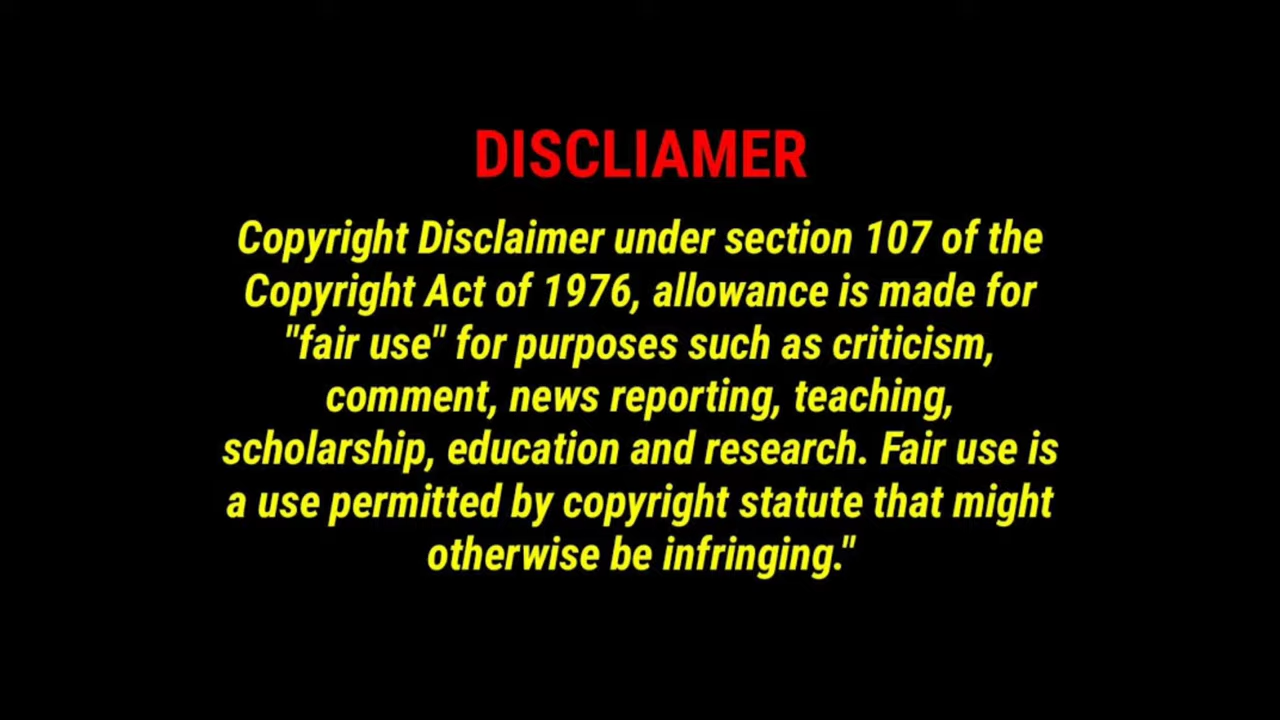 DISCLIAMER
Copyright Disclaimer under section 107 of the
Copyright Act of 1976, allowance is made for
"fair use" for purposes such as criticism,
comment, news reporting, teaching,
scholarship, education and research. Fair use is
a use permitted by copyright statute that might
otherwise be infringing."